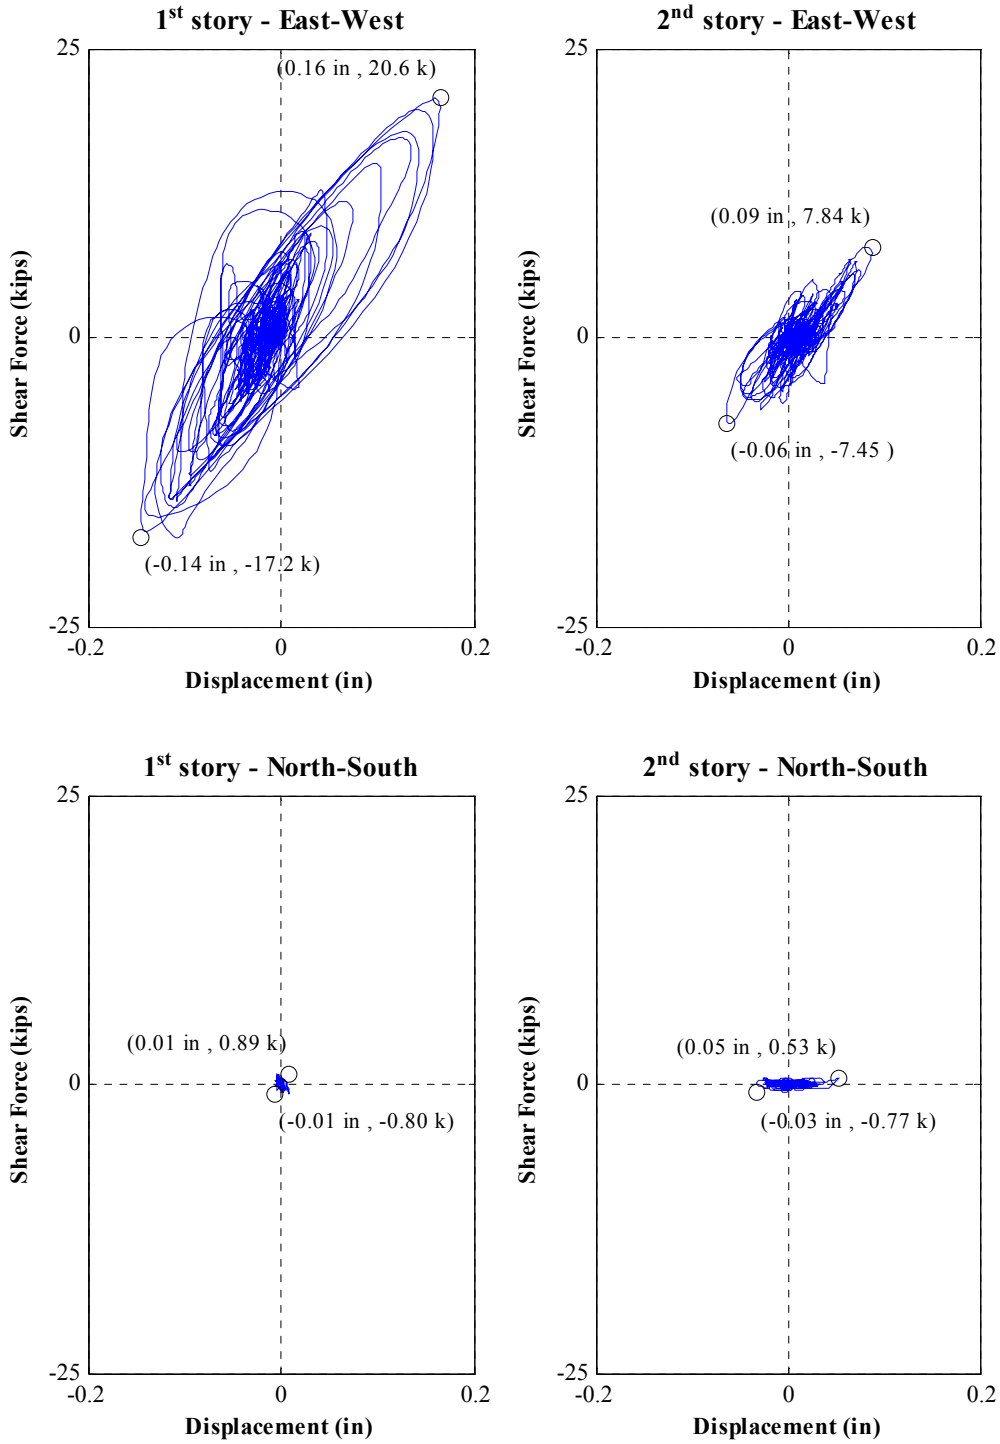 1st story - East-West
25
(0.16 in , 20.6 k)
Shear Force (kips)
0
(-0.14 in , -17.2 k)
-25
-0.2 0 0.2
Displacement (in)
2nd story - East-West
25
(0.09 in , 7.84 k)
Shear Force (kips)
0
(-0.06 in , -7.45 )
-25
-0.2 0 0.2
Displacement (in)
1st story - North-South
25
(0.01 in , 0.89 k)
Shear Force (kips)
0
(-0.01 in , -0.80 k)
-25
-0.2 0 0.2
Displacement (in)
2nd story - North-South
25
(0.05 in , 0.53 k)
Shear Force (kips)
0
(-0.03 in , -0.77 k)
-25
-0.2 0 0.2
Displacement (in)